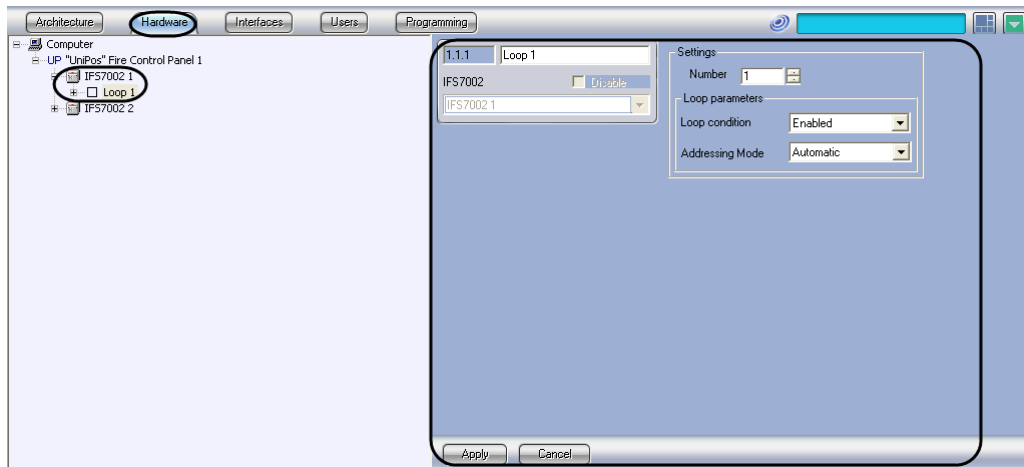 Architecture Hardware Interfaces Users Programming
Computer
UP "UniPos" Fire Control Panel 1
IFS7002 1
Loop 1
IFS7002 2
1.1.1 Loop 1
IFS7002 Disable
IFS7002 1
Settings
Number 1
Loop parameters
Loop condition Enabled
Addressing Mode Automatic
Apply Cancel